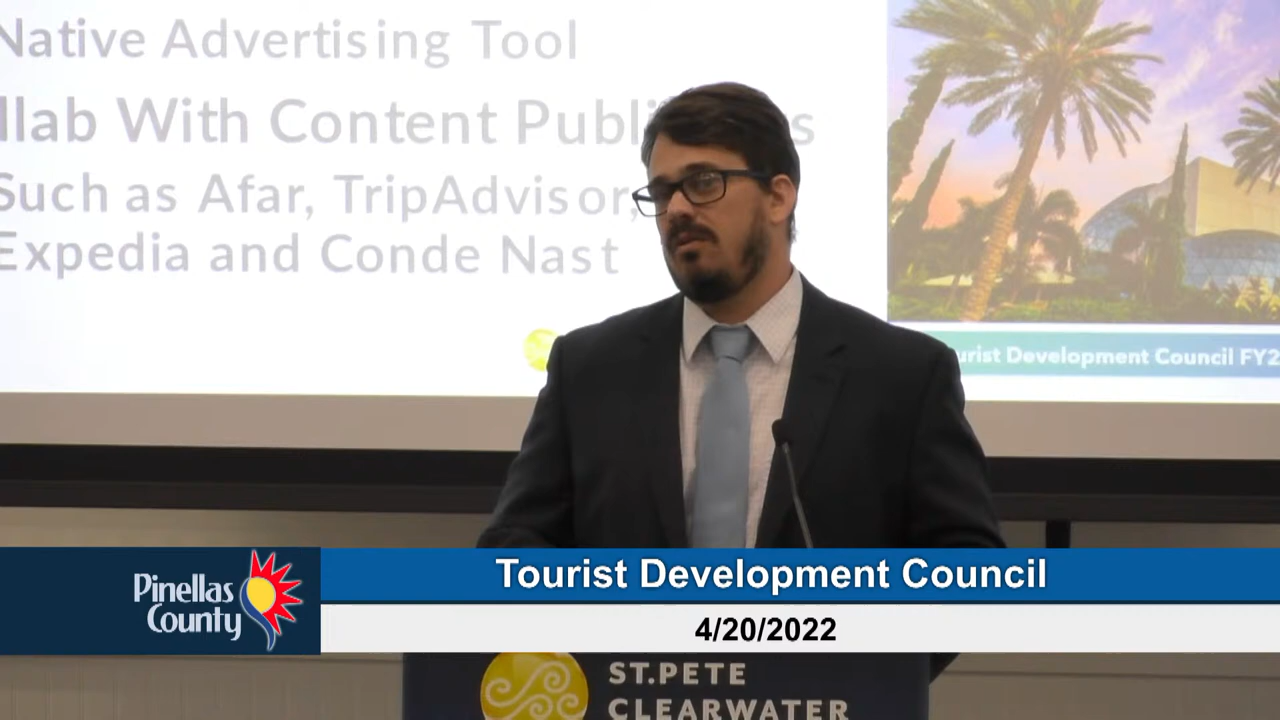 Native Advertising Tool
llab With Content Publi s
Such as Afar, TripAdvisor,
Expedia and Conde Nast
urist Development Council FY2
Tourist Development Council
Pinellas
County
4/20/2022
ST.PETE
CLEARWATER